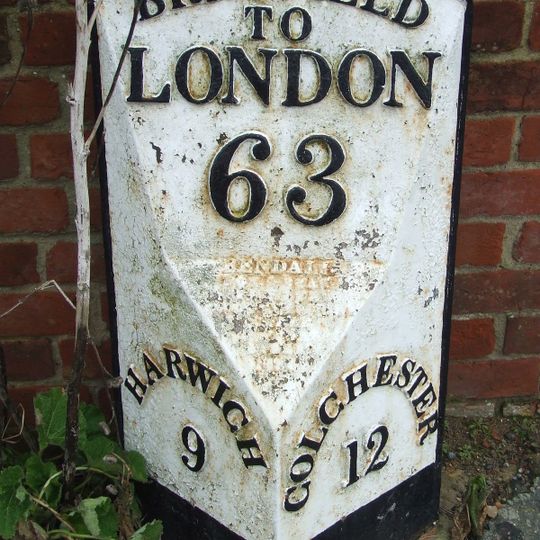 TO
LONDON
63
HARWICH
9
COLCHESTER
12